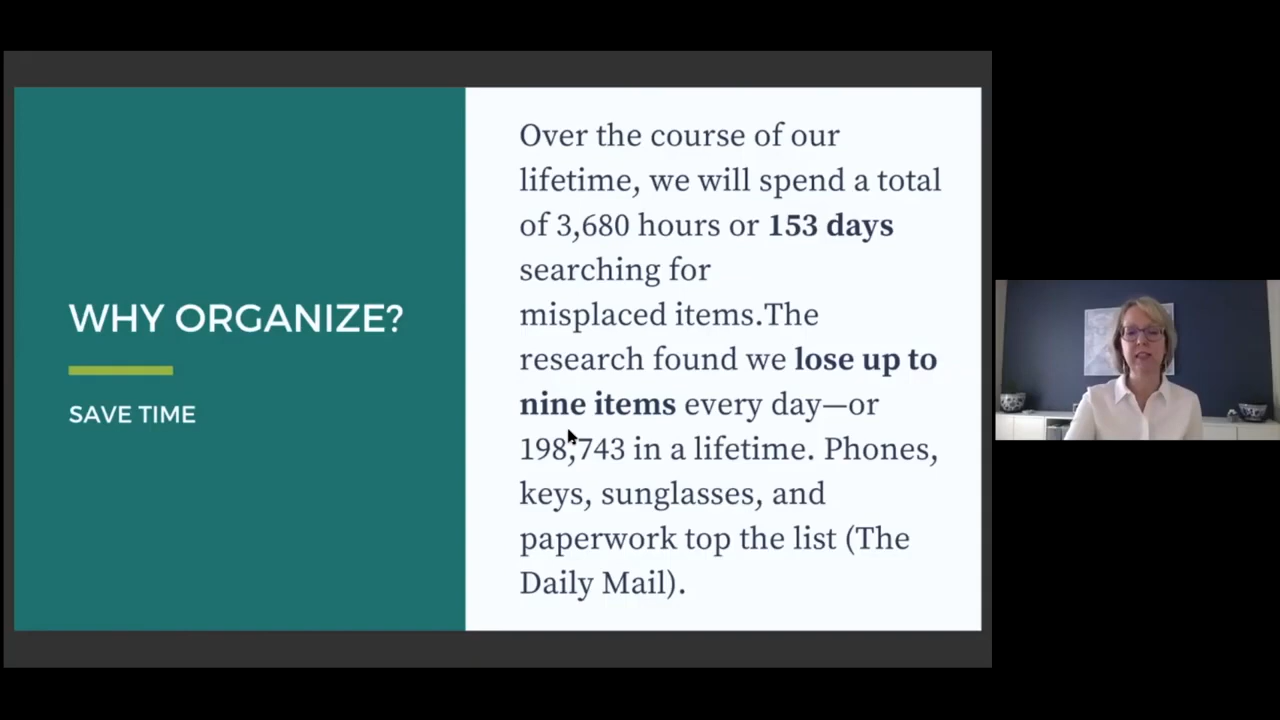 WHY ORGANIZE?
SAVE TIME
Over the course of our
lifetime, we will spend a total
of 3,680 hours or 153 days
searching for
misplaced items.The
research found we lose up to
nine items every day—or
198,743 in a lifetime. Phones,
keys, sunglasses, and
paperwork top the list (The
Daily Mail).